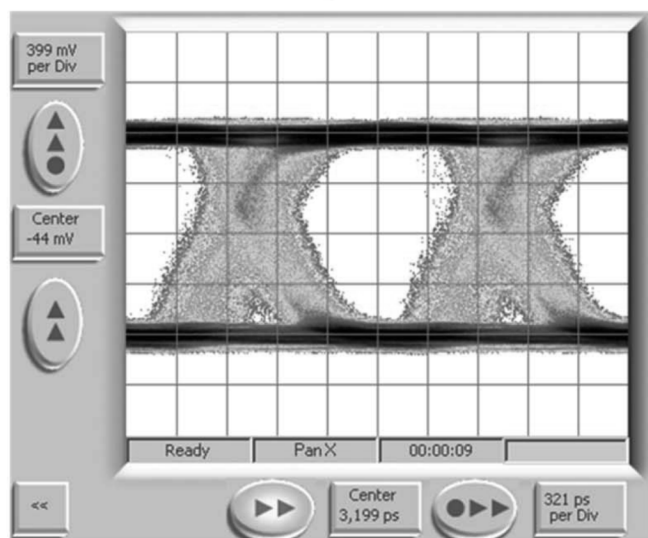 399 mV
per Div
Center
-44 mV
Ready
Pan X
00:00:09
<<
Center
3,199 ps
321 ps
per Div